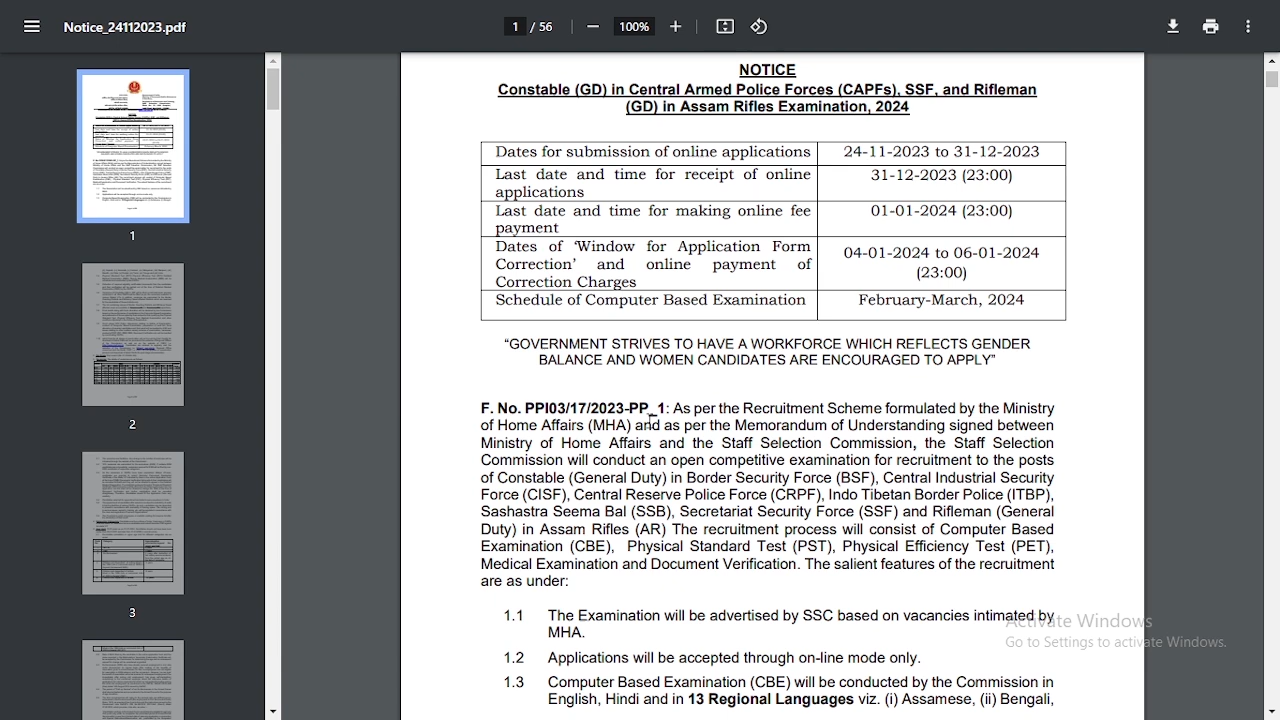 Notice_24112023.pdf
1 / 56
100%
NOTICE
Constable (GD) in Central Armed Police Forces (CAPFs), SSF, and Rifleman
(GD) in Assam Rifles Examination, 2024
Dates for submission of online applications 24-11-2023 to 31-12-2023
Last date and time for receipt of online 31-12-2023 (23:00)
applications
Last date and time for making online fee 01-01-2024 (23:00)
payment
Dates of ‘Window for Application Form
Correction’ and online payment of
Correction Charges
04-01-2024 to 06-01-2024
(23:00)
Schedule of Computer Based Examination February-March, 2024
“GOVERNMENT STRIVES TO HAVE A WORKFORCE WHICH REFLECTS GENDER
BALANCE AND WOMEN CANDIDATES ARE ENCOURAGED TO APPLY”
F. No. PPI03/17/2023-PP_1: As per the Recruitment Scheme formulated by the Ministry
of Home Affairs (MHA) and as per the Memorandum of Understanding signed between
Ministry of Home Affairs and the Staff Selection Commission, the Staff Selection
Commission will conduct an open competitive examination for recruitment to the posts
of Constable (General Duty) in Border Security Force (BSF), Central Industrial Security
Force (CISF), Central Reserve Police Force (CRPF), Indo Tibetan Border Police (ITBP),
Sashastra Seema Bal (SSB), Secretariat Security Force (SSF) and Rifleman (General
Duty) in Assam Rifles (AR) The recruitment process will consist of Computer Based
Examination (CBE), Physical Standard Test (PST), Physical Efficiency Test (PET),
Medical Examination and Document Verification. The salient features of the recruitment
are as under:
1.1 The Examination will be advertised by SSC based on vacancies intimated by
MHA.
1.2 Applications will be accepted through online mode only.
1.3 Computer Based Examination (CBE) will be conducted by the Commission in
Activate Windows
Go to Settings to activate Windows.
1
2
3